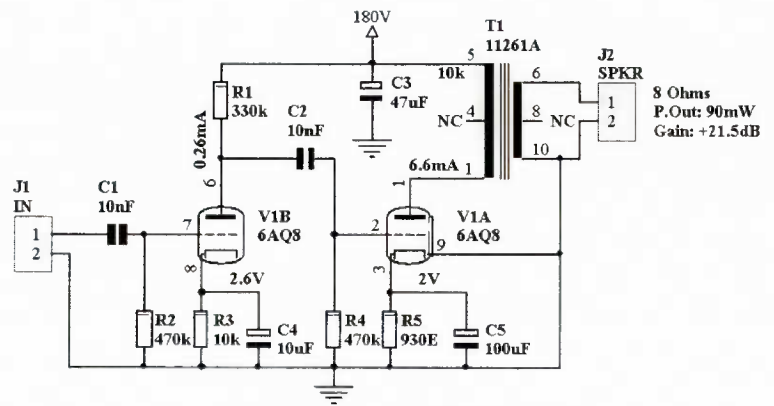 180V
T1
11261A
5
10k
J2
SPKR
6
1
2
8 Ohms
P.Out: 90mW
Gain: +21.5dB
R1
330k
C3
47uF
NC
4
8
NC
C2
10nF
0.26mA
10
6.6mA
1
1
6
J1
IN
C1
10nF
1
2
7
V1B
6AQ8
2
V1A
6AQ8
9
8
2.6V
3
2V
R2
470k
R3
10k
C4
10uF
R4
470k
R5
930E
C5
100uF